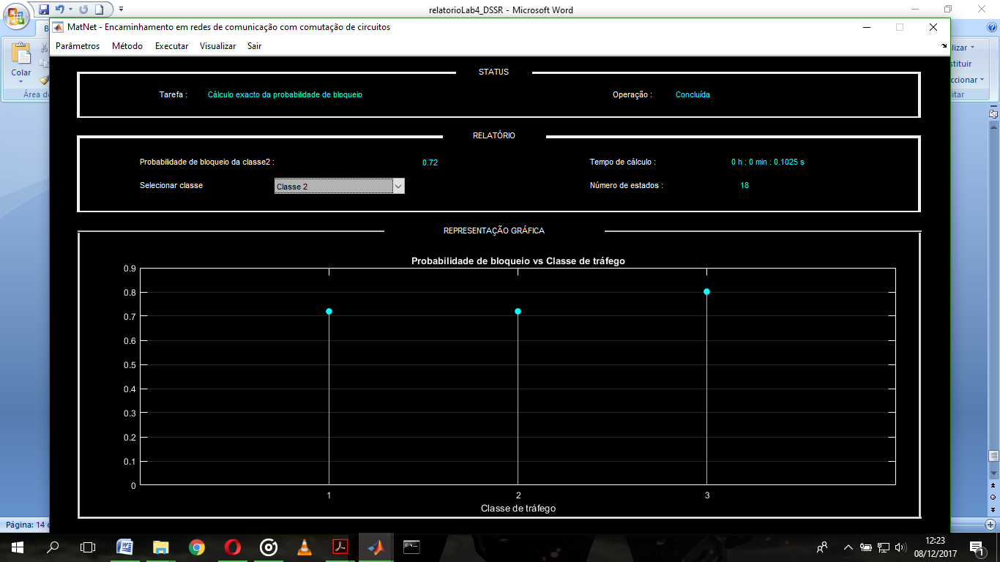 relatorioLab4_DSSR - Microsoft Word
MatNet - Encaminhamento em redes de comunicação com comutação de circuitos
Parâmetros Método Executar Visualizar Sair
Colar
Área de
lizar
stituir
ccionar
itar
STATUS
Tarefa : Cálculo exacto da probabilidade de bloqueio Operação : Concluída
RELATÓRIO
Probabilidade de bloqueio da classe2 : 0.72 Tempo de cálculo : 0 h : 0 min : 0.1025 s
Selecionar classe Classe 2 Número de estados : 18
REPRESENTAÇÃO GRÁFICA
Probabilidade de bloqueio vs Classe de tráfego
0.9
0.8
0.7
0.6
0.5
0.4
0.3
0.2
0.1
0
1 2 3
Classe de tráfego
Página: 14
12:23
08/12/2017
1